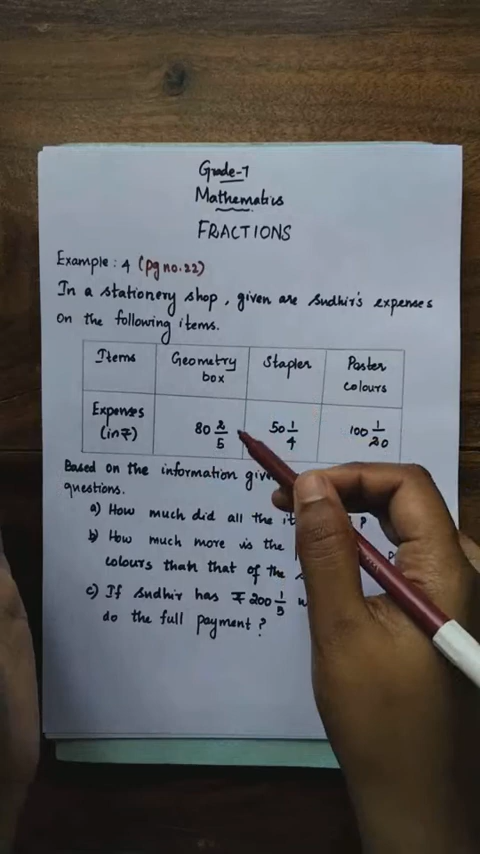 Grade-7
Mathematics
FRACTIONS
Example: 4 (pg no.22)
In a stationery shop, given are Sudhir's expenses
on the following items.
Items Geometry box Stapler Poster colours
Expenses (in ₹) 80 2/5 50 1/4 100 1/20
Based on the information given
questions.
a) How much did all the
b) How much more is the
colours than that of the
c) If Sudhir has ₹200 1/5
do the full payment?